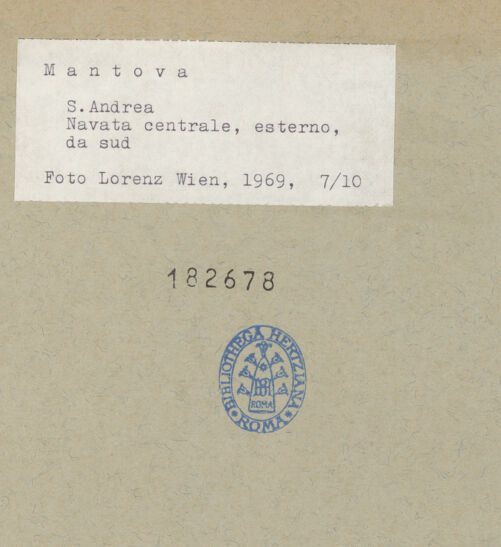 Mantova
S.Andrea
Navata centrale, esterno,
da sud
Foto Lorenz Wien, 1969, 7/10
182678
BIBLIOTHECA HERTZIANA
ROMA
ROMA